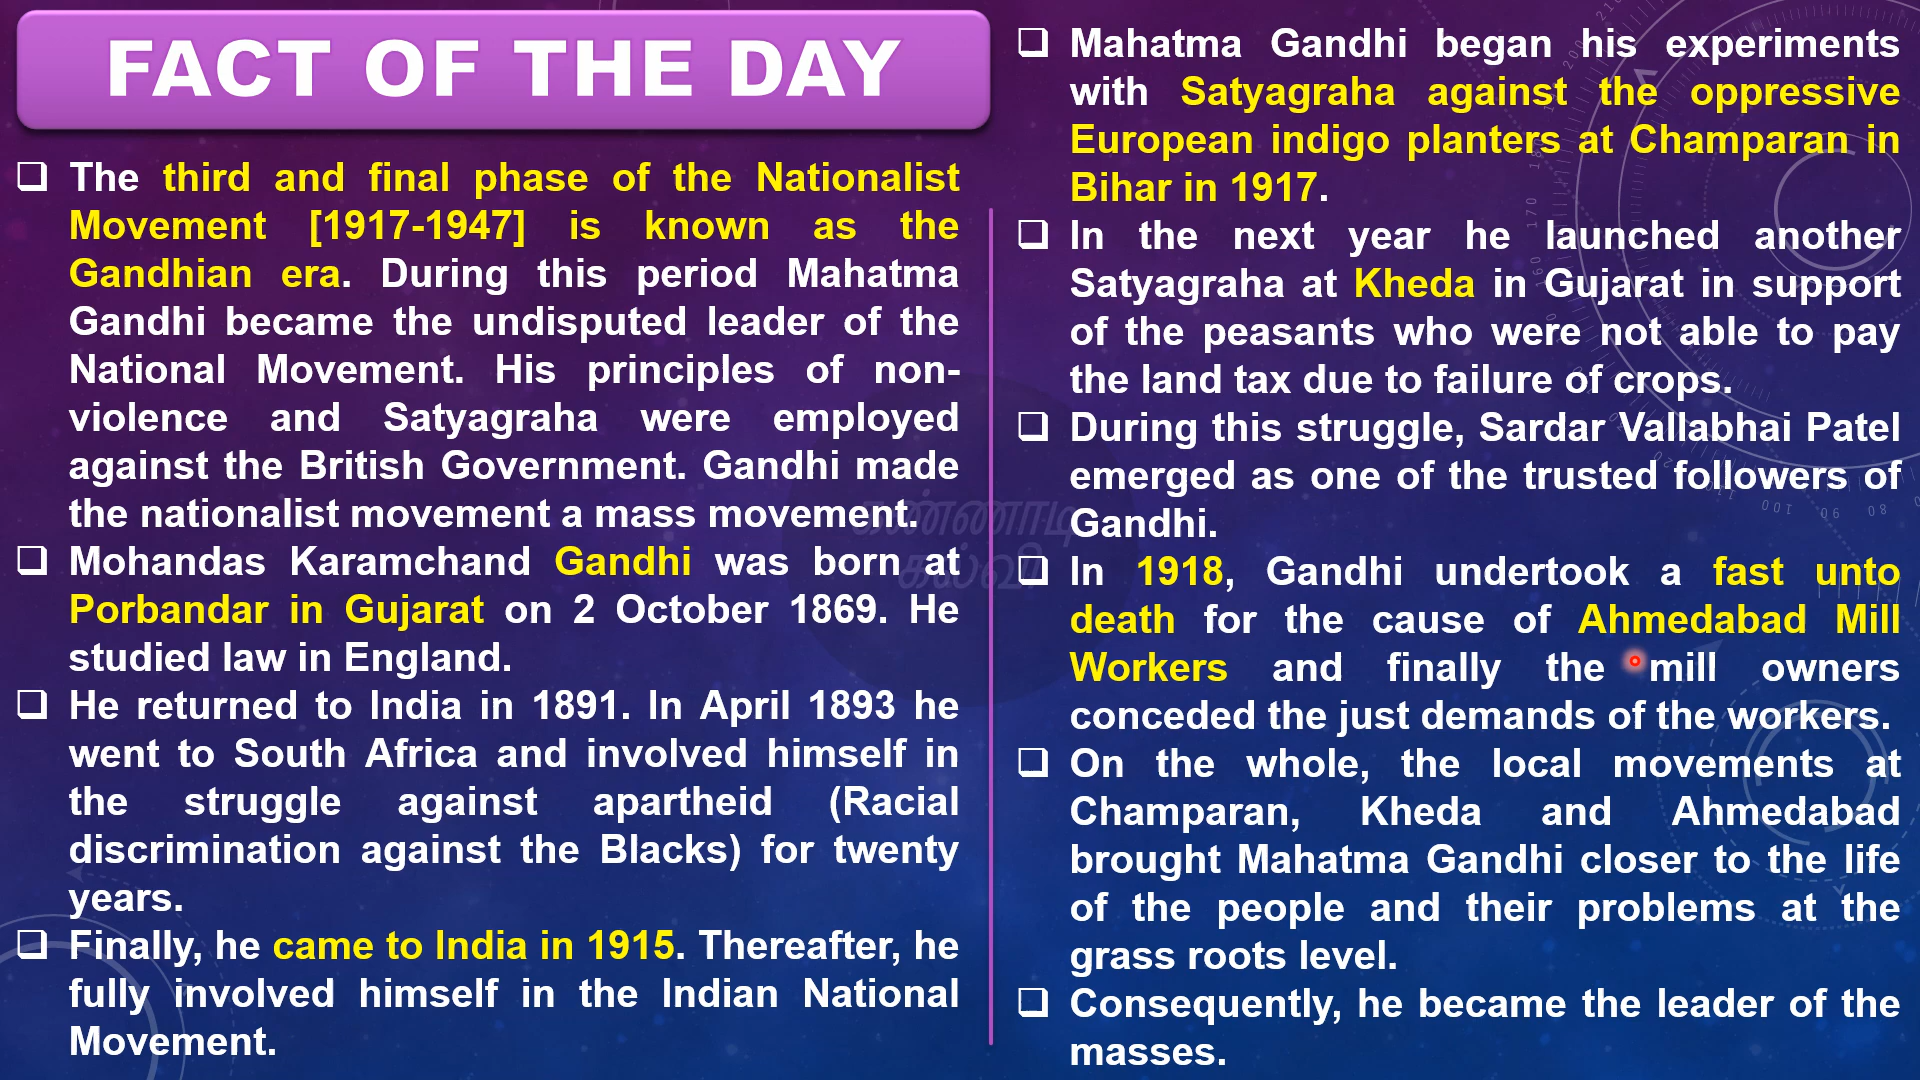 FACT OF THE DAY
❑ The third and final phase of the Nationalist
Movement [1917-1947] is known as the
Gandhian era. During this period Mahatma
Gandhi became the undisputed leader of the
National Movement. His principles of non-
violence and Satyagraha were employed
against the British Government. Gandhi made
the nationalist movement a mass movement.
❑ Mohandas Karamchand Gandhi was born at
Porbandar in Gujarat on 2 October 1869. He
studied law in England.
❑ He returned to India in 1891. In April 1893 he
went to South Africa and involved himself in
the struggle against apartheid (Racial
discrimination against the Blacks) for twenty
years.
❑ Finally, he came to India in 1915. Thereafter, he
fully involved himself in the Indian National
Movement.
❑ Mahatma Gandhi began his experiments
with Satyagraha against the oppressive
European indigo planters at Champaran in
Bihar in 1917.
❑ In the next year he launched another
Satyagraha at Kheda in Gujarat in support
of the peasants who were not able to pay
the land tax due to failure of crops.
❑ During this struggle, Sardar Vallabhai Patel
emerged as one of the trusted followers of
Gandhi.
❑ In 1918, Gandhi undertook a fast unto
death for the cause of Ahmedabad Mill
Workers and finally the mill owners
conceded the just demands of the workers.
❑ On the whole, the local movements at
Champaran, Kheda and Ahmedabad
brought Mahatma Gandhi closer to the life
of the people and their problems at the
grass roots level.
❑ Consequently, he became the leader of the
masses.